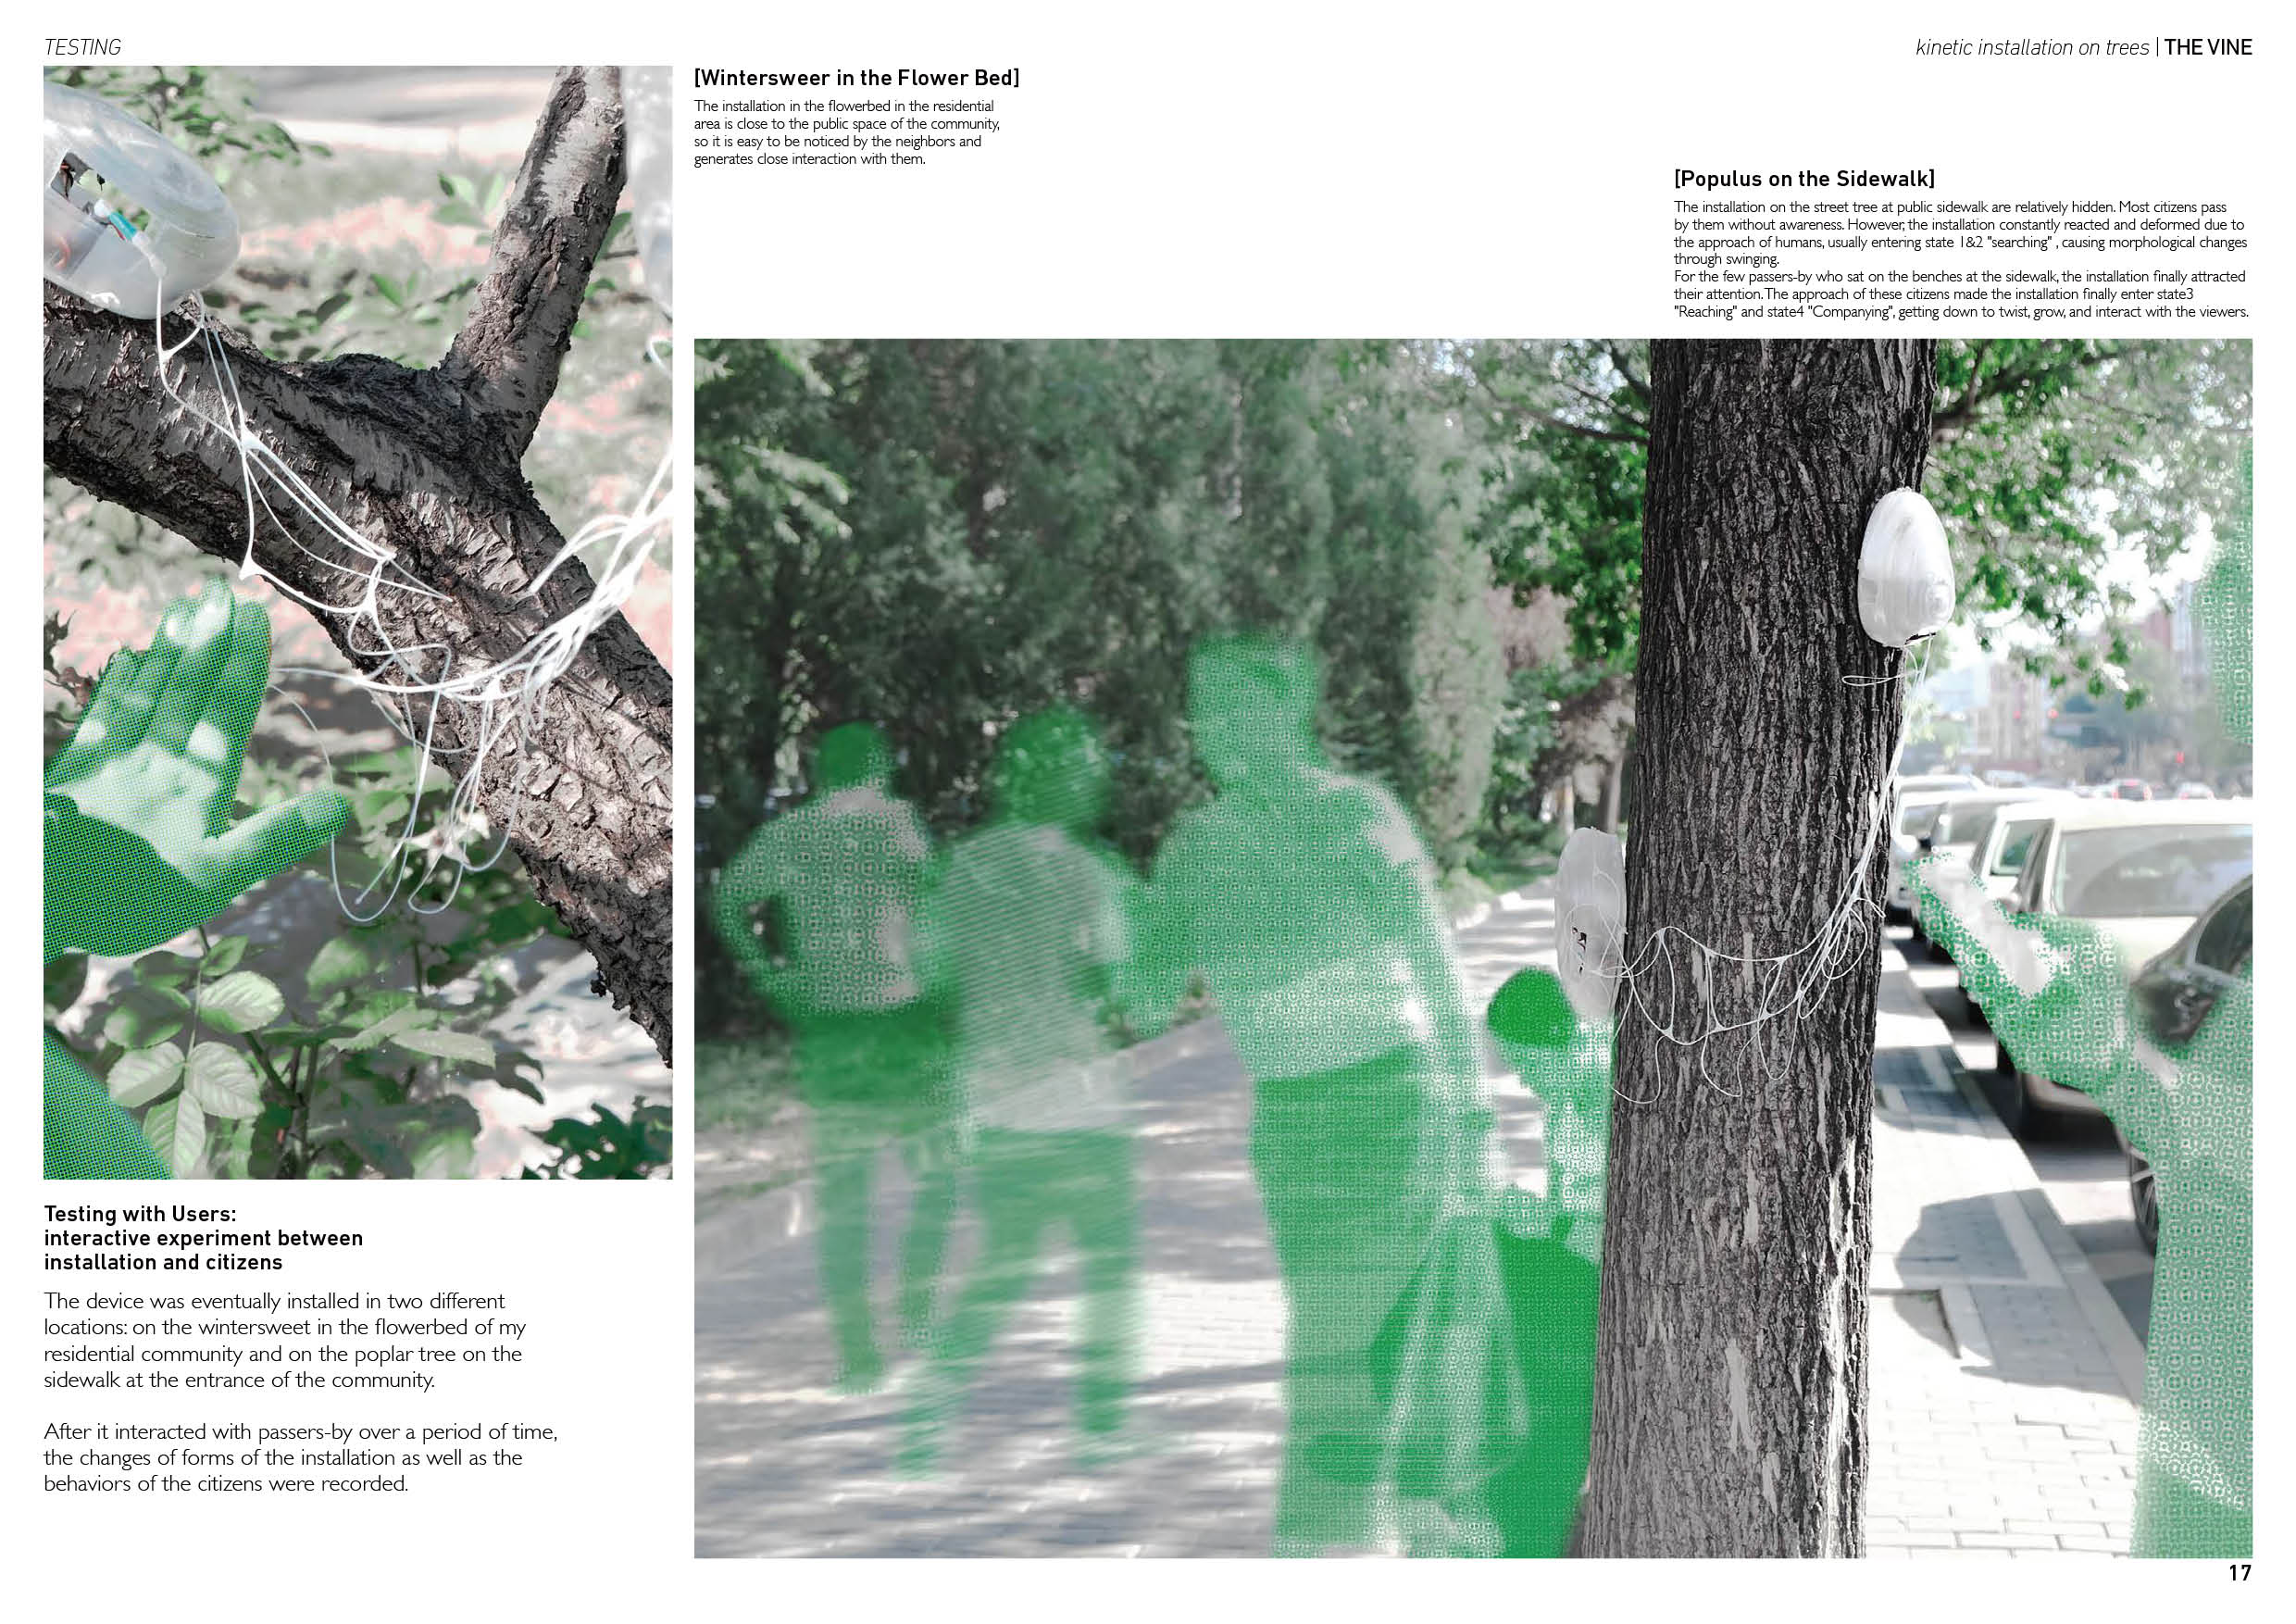 TESTING
kinetic installation on trees | THE VINE
[Wintersweer in the Flower Bed]
The installation in the flowerbed in the residential
area is close to the public space of the community,
so it is easy to be noticed by the neighbors and
generates close interaction with them.
[Populus on the Sidewalk]
The installation on the street tree at public sidewalk are relatively hidden. Most citizens pass
by them without awareness. However, the installation constantly reacted and deformed due to
the approach of humans, usually entering state 1&2 "searching" , causing morphological changes
through swinging.
For the few passers-by who sat on the benches at the sidewalk, the installation finally attracted
their attention. The approach of these citizens made the installation finally enter state3
"Reaching" and state4 "Companying", getting down to twist, grow, and interact with the viewers.
Testing with Users:
interactive experiment between
installation and citizens
The device was eventually installed in two different
locations: on the wintersweet in the flowerbed of my
residential community and on the poplar tree on the
sidewalk at the entrance of the community.
After it interacted with passers-by over a period of time,
the changes of forms of the installation as well as the
behaviors of the citizens were recorded.
17